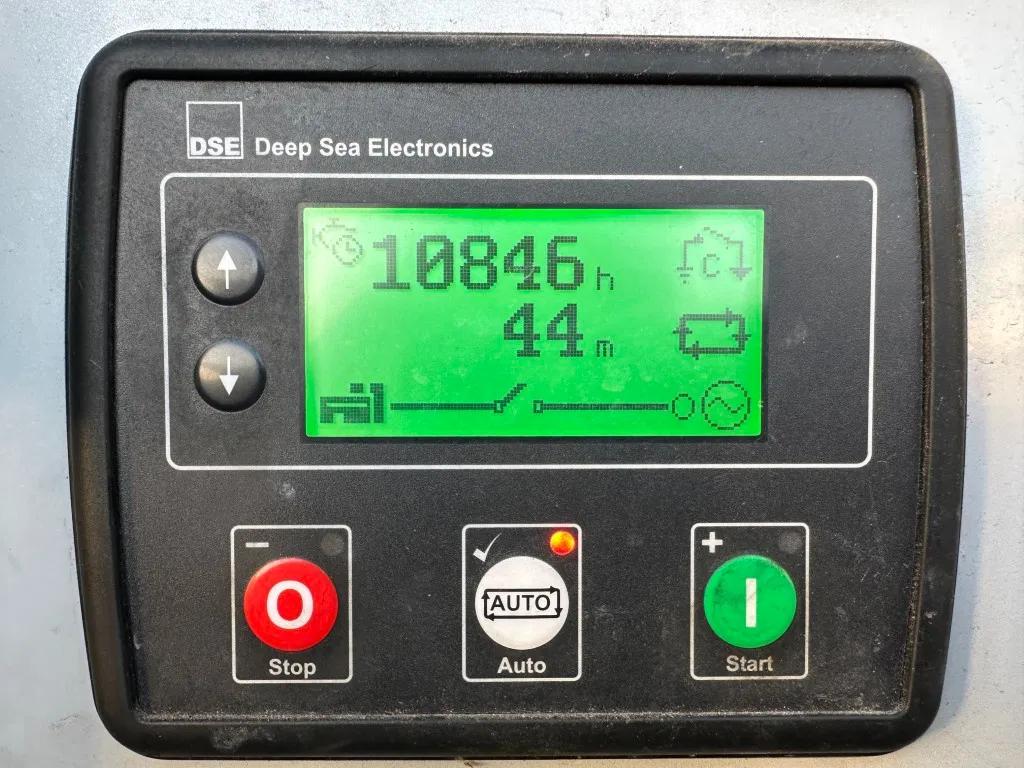 DSE Deep Sea Electronics
10846 h
C
44 m
O
AUTO
I
Stop
Auto
Start